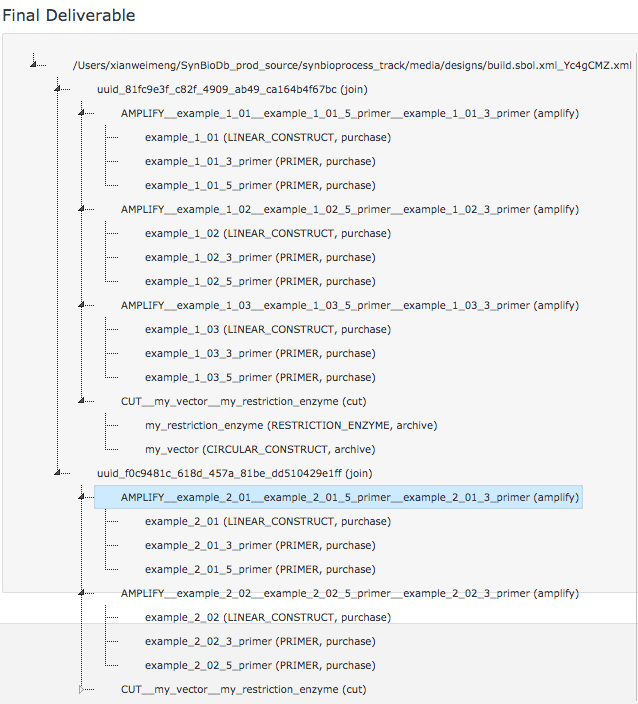 Final Deliverable
/Users/xianweimeng/SynBioDb_prod_source/synbioprocess_track/media/designs/build.sbol.xml_Yc4gCMZ.xml
uuid_81fc9e3f_c82f_4909_ab49_ca164b4f67bc (join)
AMPLIFY__example_1_01__example_1_01_5_primer__example_1_01_3_primer (amplify)
example_1_01 (LINEAR_CONSTRUCT, purchase)
example_1_01_3_primer (PRIMER, purchase)
example_1_01_5_primer (PRIMER, purchase)
AMPLIFY__example_1_02__example_1_02_5_primer__example_1_02_3_primer (amplify)
example_1_02 (LINEAR_CONSTRUCT, purchase)
example_1_02_3_primer (PRIMER, purchase)
example_1_02_5_primer (PRIMER, purchase)
AMPLIFY__example_1_03__example_1_03_5_primer__example_1_03_3_primer (amplify)
example_1_03 (LINEAR_CONSTRUCT, purchase)
example_1_03_3_primer (PRIMER, purchase)
example_1_03_5_primer (PRIMER, purchase)
CUT__my_vector__my_restriction_enzyme (cut)
my_restriction_enzyme (RESTRICTION_ENZYME, archive)
my_vector (CIRCULAR_CONSTRUCT, archive)
uuid_f0c9481c_618d_457a_81be_dd510429e1ff (join)
AMPLIFY__example_2_01__example_2_01_5_primer__example_2_01_3_primer (amplify)
example_2_01 (LINEAR_CONSTRUCT, purchase)
example_2_01_3_primer (PRIMER, purchase)
example_2_01_5_primer (PRIMER, purchase)
AMPLIFY__example_2_02__example_2_02_5_primer__example_2_02_3_primer (amplify)
example_2_02 (LINEAR_CONSTRUCT, purchase)
example_2_02_3_primer (PRIMER, purchase)
example_2_02_5_primer (PRIMER, purchase)
CUT__my_vector__my_restriction_enzyme (cut)